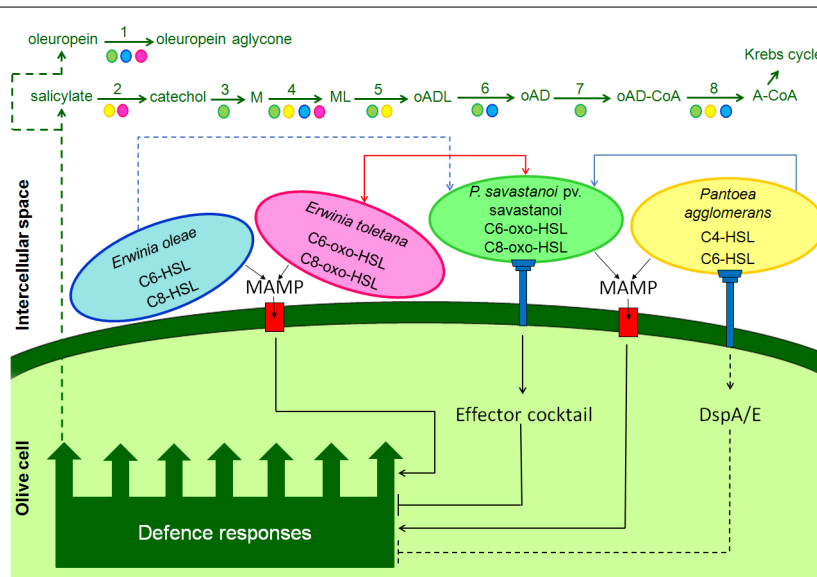 1
oleuropein oleuropein aglycone
Krebs cycle
2 3 4 5 6 7 8
salicylate catechol M ML oADL oAD oAD-CoA A-CoA
Intercellular space
Erwinia oleae
C6-HSL
C8-HSL
Erwinia toletana
C6-oxo-HSL
C8-oxo-HSL
P. savastanoi pv.
savastanoi
C6-oxo-HSL
C8-oxo-HSL
Pantoea
agglomerans
C4-HSL
C6-HSL
MAMP
MAMP
Olive cell
Effector cocktail
DspA/E
Defence responses